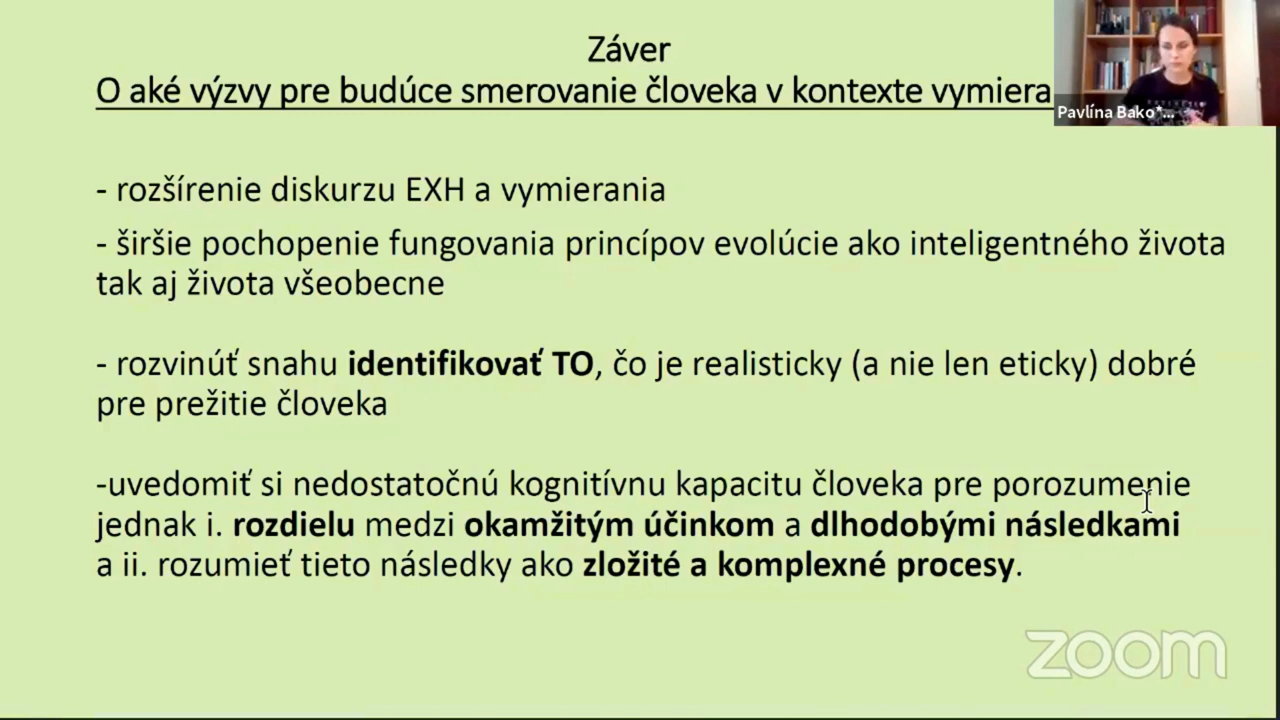 Záver
O aké výzvy pre budúce smerovanie človeka v kontexte vymiera
Pavlína Bako*...
- rozšírenie diskurzu EXH a vymierania
- širšie pochopenie fungovania princípov evolúcie ako inteligentného života
tak aj života všeobecne
- rozvinúť snahu identifikovať TO, čo je realisticky (a nie len eticky) dobré
pre prežitie človeka
-uvedomiť si nedostatočnú kognitívnu kapacitu človeka pre porozumenie
jednak i. rozdielu medzi okamžitým účinkom a dlhodobými následkami
a ii. rozumieť tieto následky ako zložité a komplexné procesy.
zoom